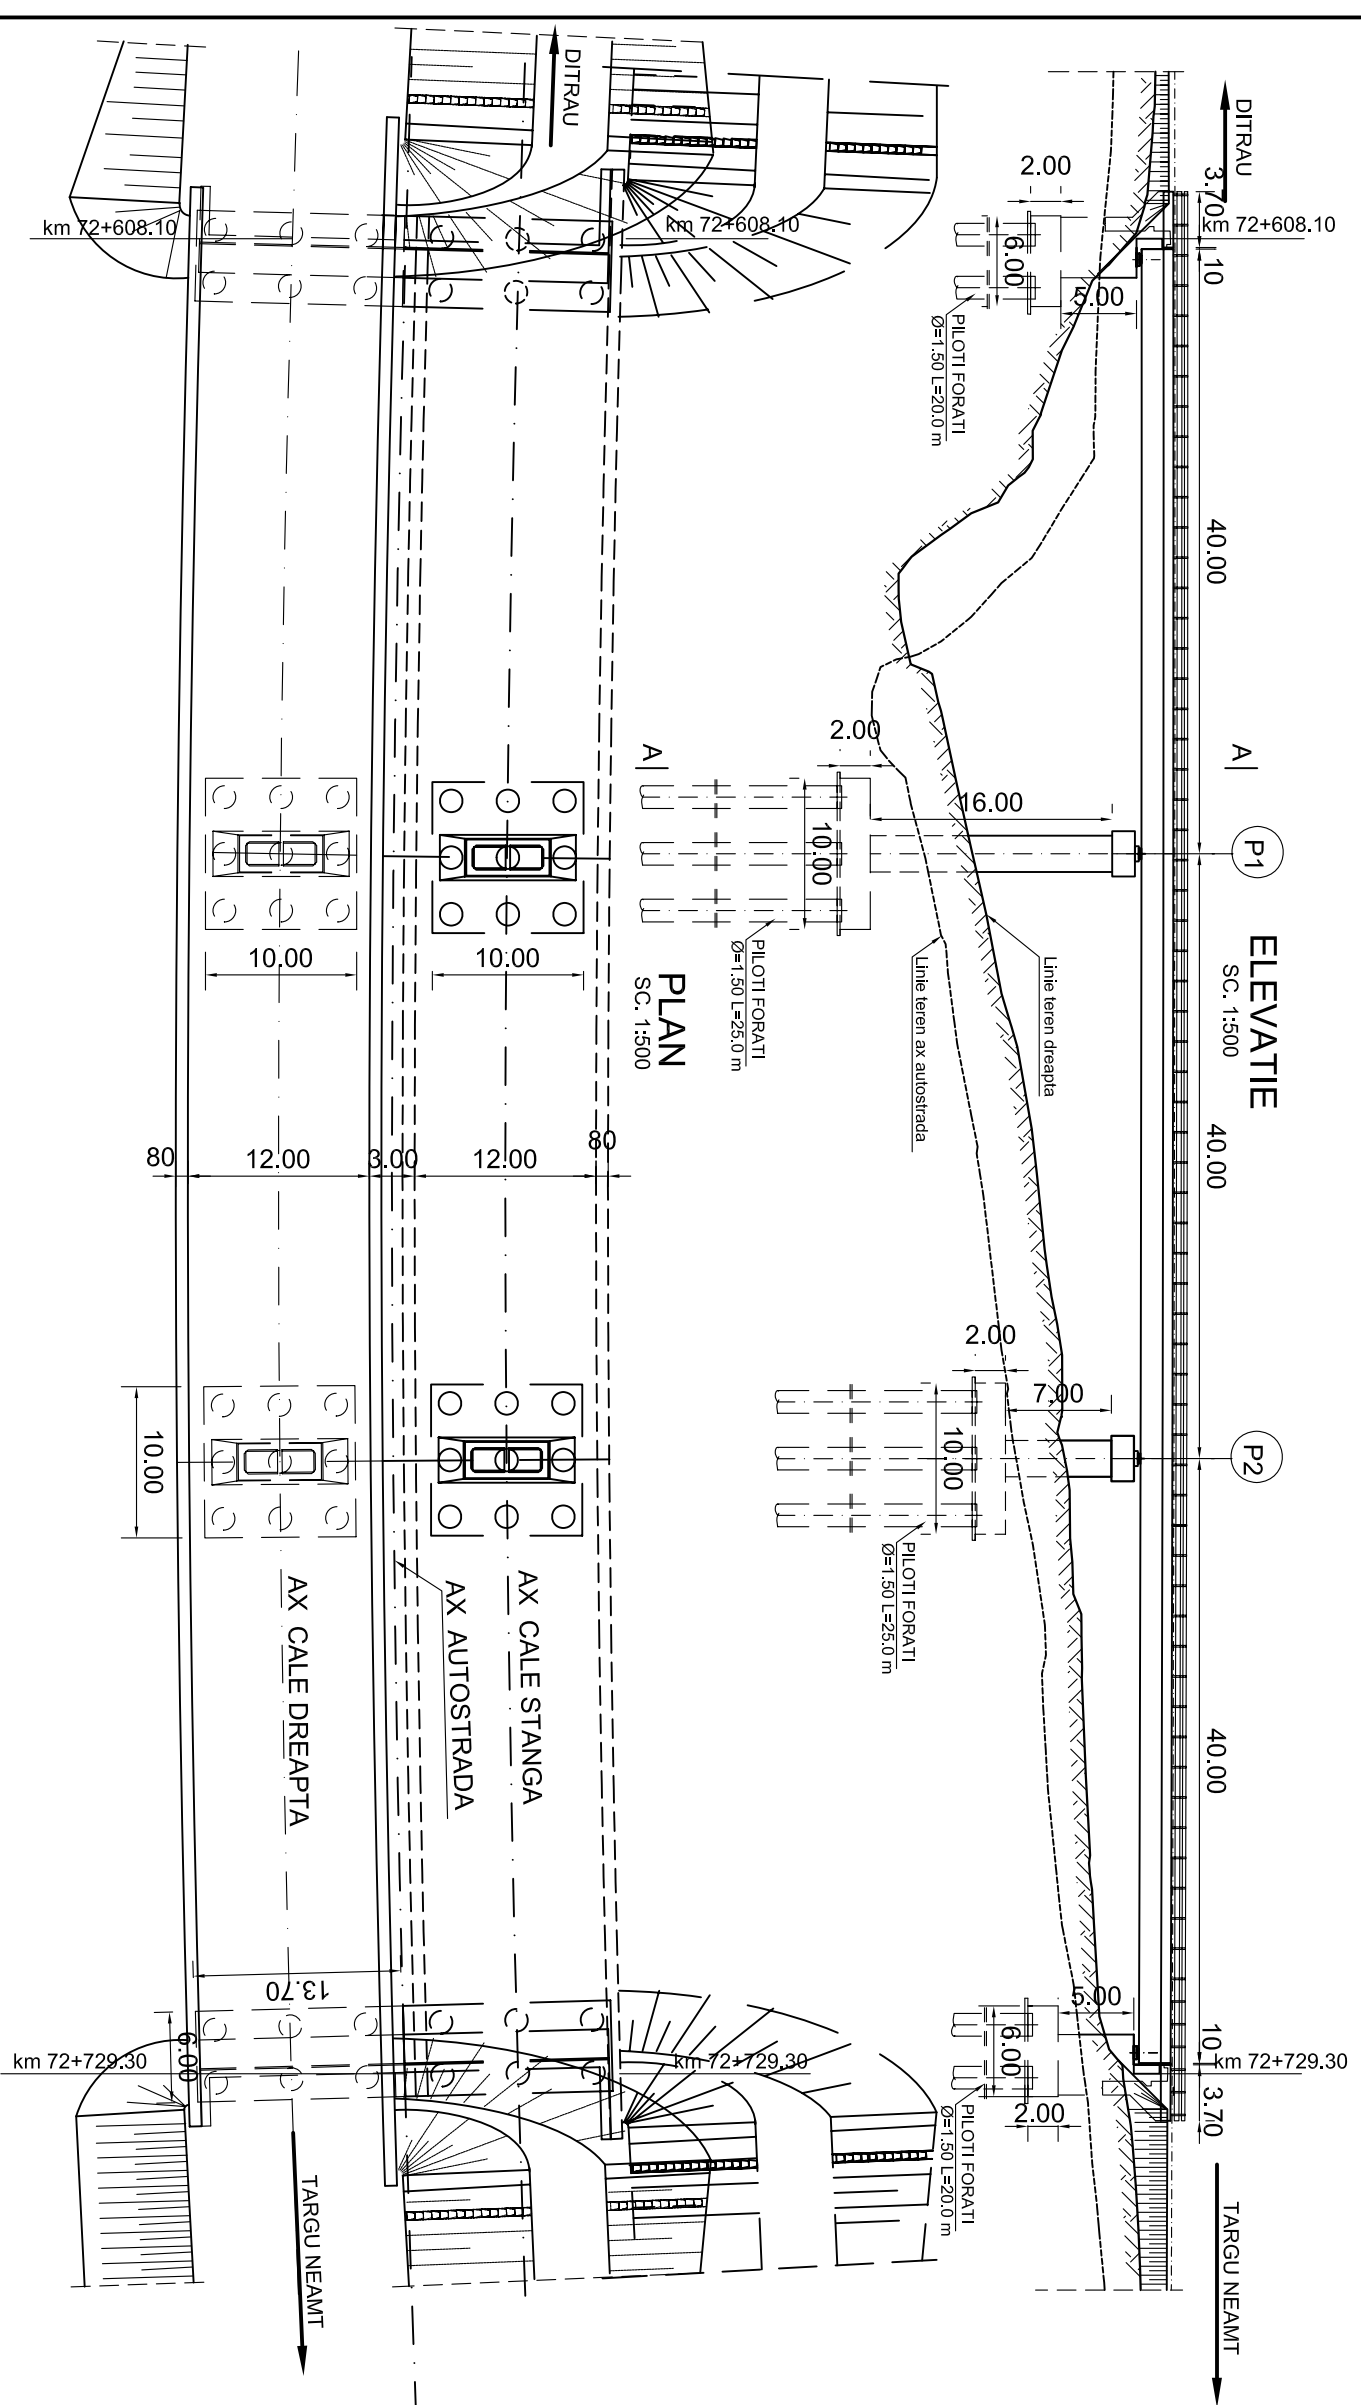 ELEVATIE
SC. 1:500
DITRAU
TARGU NEAMT
3.70
10
40.00
40.00
40.00
10
3.70
km 72+608.10
km 72+729.30
P1
P2
A
A
5.00
16.00
7.00
5.00
2.00
2.00
2.00
2.00
6.00
10.00
10.00
6.00
PILOTI FORATI
Ø=1.50 L=20.0 m
PILOTI FORATI
Ø=1.50 L=25.0 m
PILOTI FORATI
Ø=1.50 L=25.0 m
PILOTI FORATI
Ø=1.50 L=20.0 m
Linie teren dreapta
Linie teren ax autostrada
PLAN
SC. 1:500
DITRAU
TARGU NEAMT
km 72+608.10
km 72+608.10
km 72+729.30
km 72+729.30
10.00
10.00
10.00
80
12.00
3.00
12.00
80
13.70
6.00
AX CALE STANGA
AX AUTOSTRADA
AX CALE DREAPTA